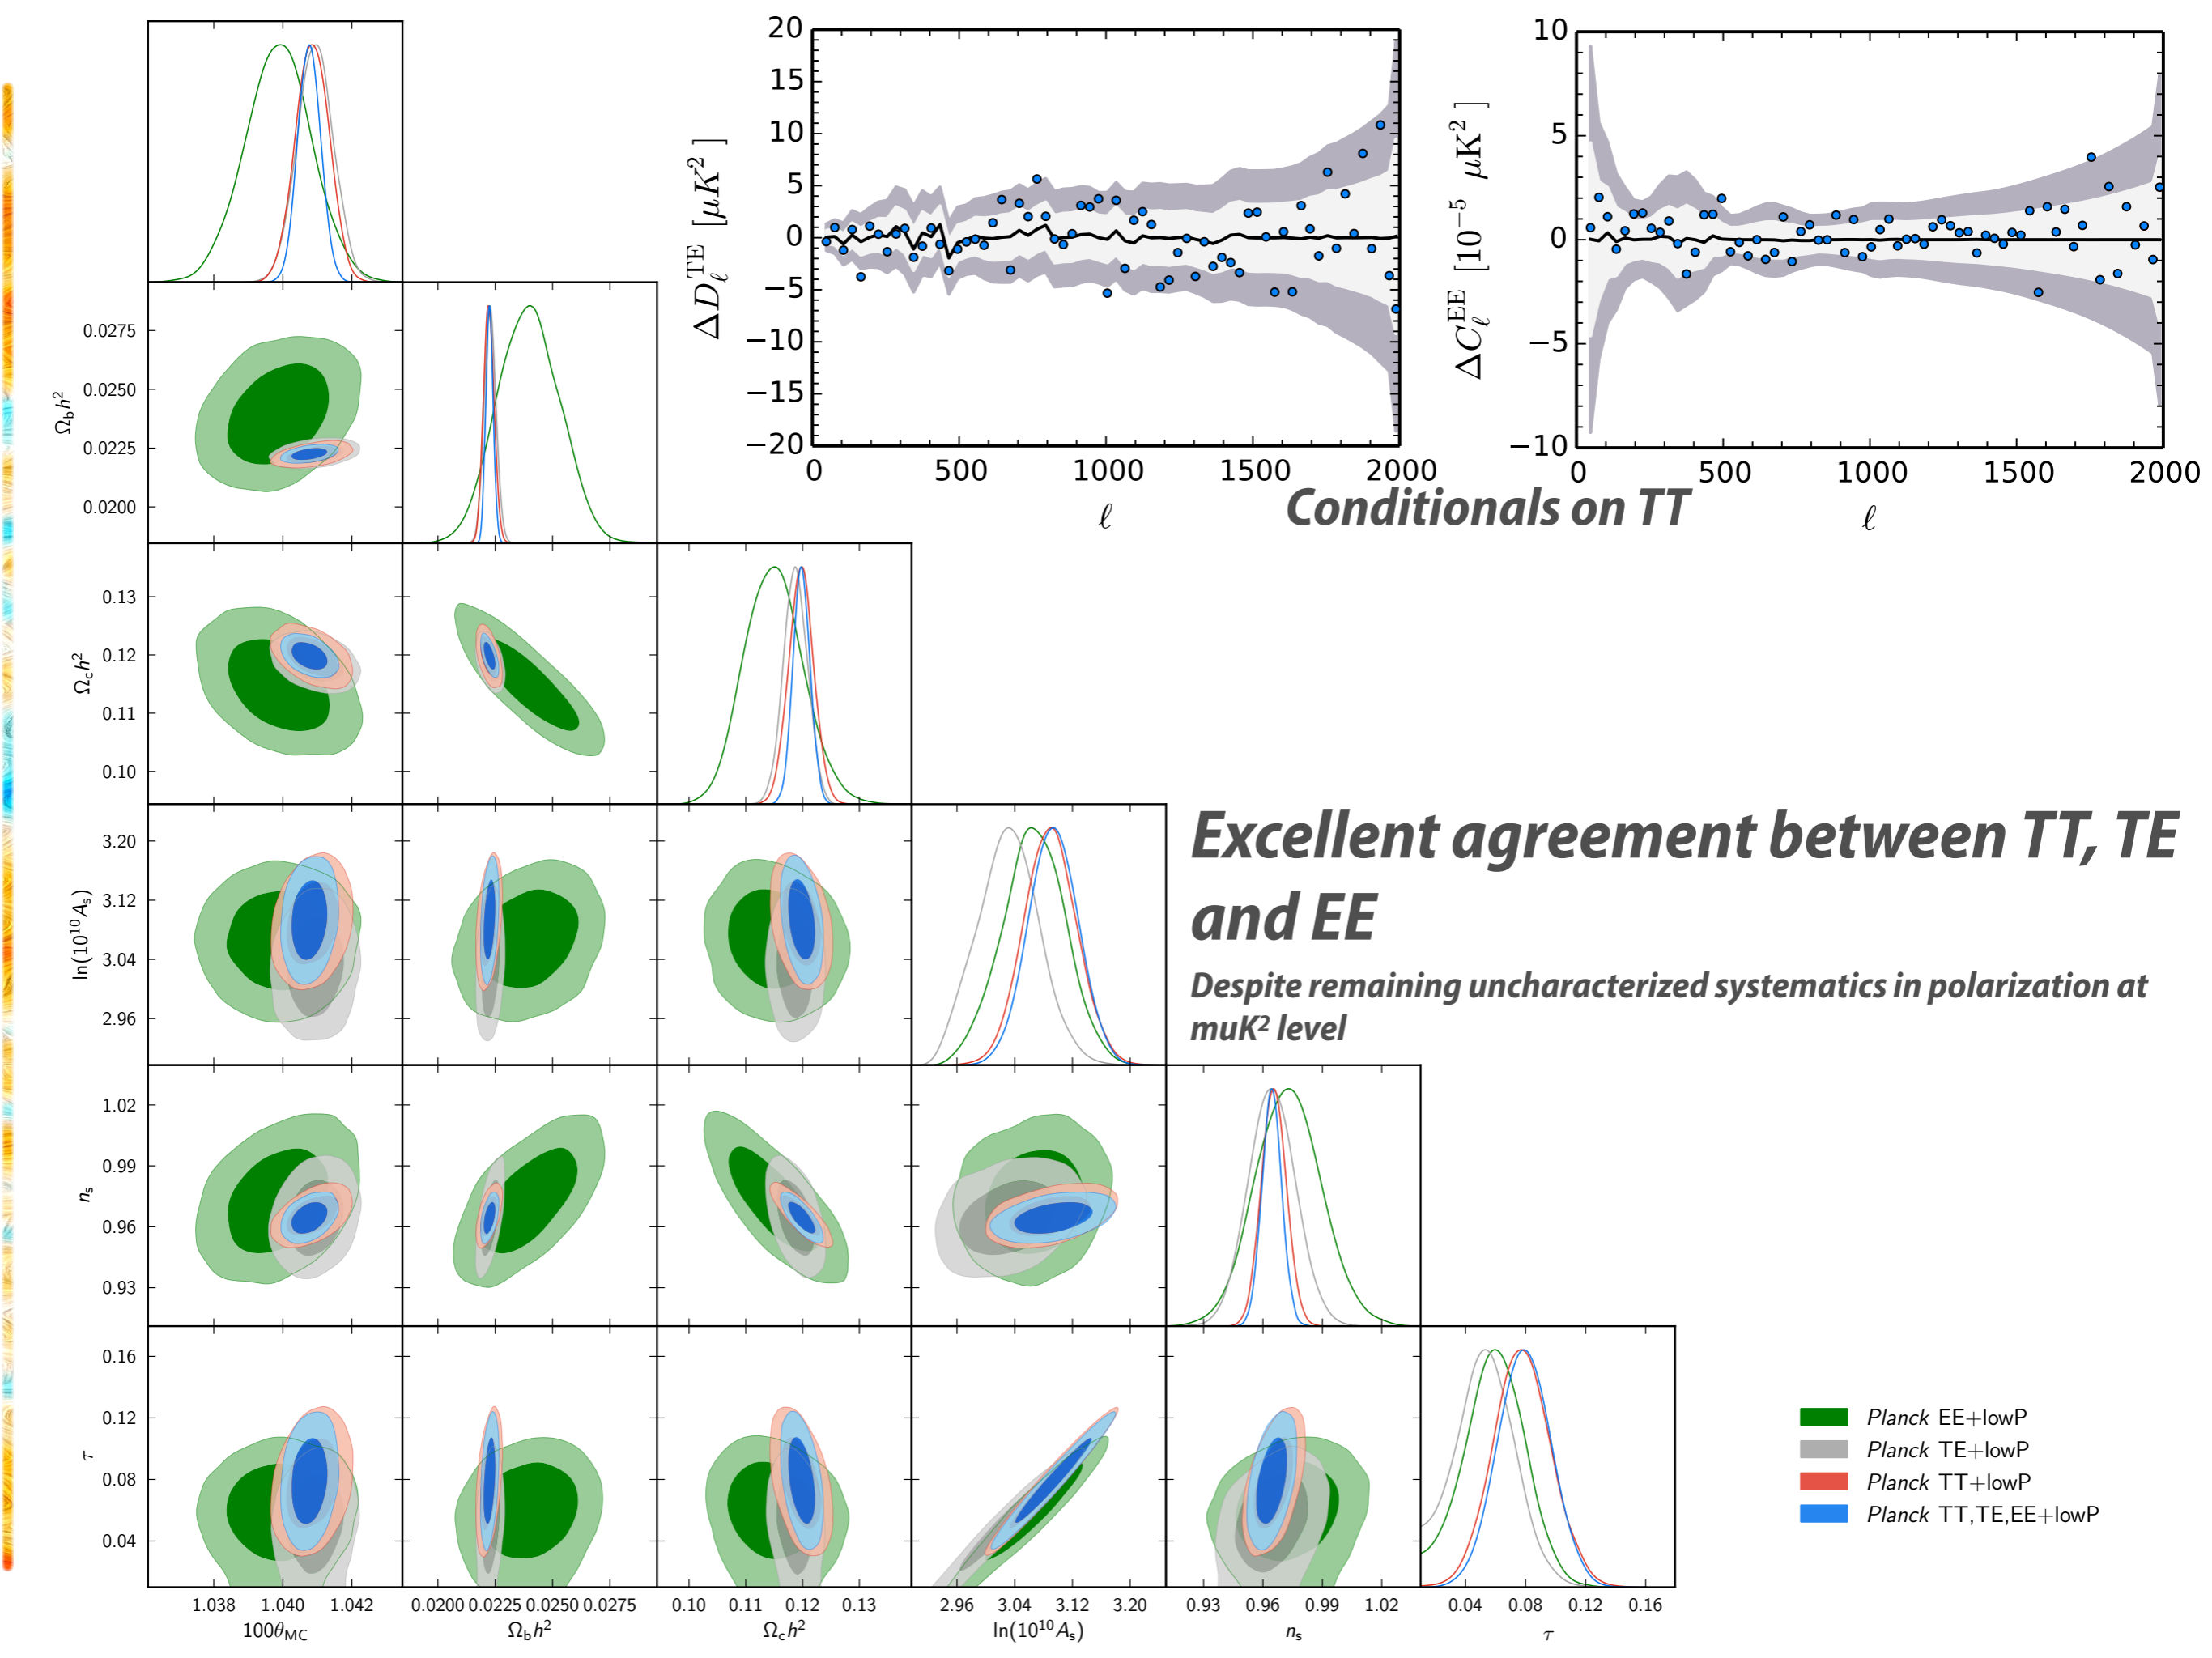 20
15
10
5
0
−5
−10
−15
−20
ΔD_ℓ^TE [μK²]
0 500 1000 1500 2000
ℓ
10
5
0
−5
−10
ΔC_ℓ^EE [10⁻⁵ μK²]
0 500 1000 1500 2000
ℓ
Conditionals on TT
0.0275
0.0250
0.0225
0.0200
Ω_b h²
0.13
0.12
0.11
0.10
Ω_c h²
3.20
3.12
3.04
2.96
ln(10¹⁰A_s)
Excellent agreement between TT, TE
and EE
Despite remaining uncharacterized systematics in polarization at
muK² level
1.02
0.99
0.96
0.93
n_s
0.16
0.12
0.08
0.04
τ
Planck EE+lowP
Planck TE+lowP
Planck TT+lowP
Planck TT,TE,EE+lowP
1.038 1.040 1.042
100θ_MC
0.0200 0.0225 0.0250 0.0275
Ω_b h²
0.10 0.11 0.12 0.13
Ω_c h²
2.96 3.04 3.12 3.20
ln(10¹⁰A_s)
0.93 0.96 0.99 1.02
n_s
0.04 0.08 0.12 0.16
τ